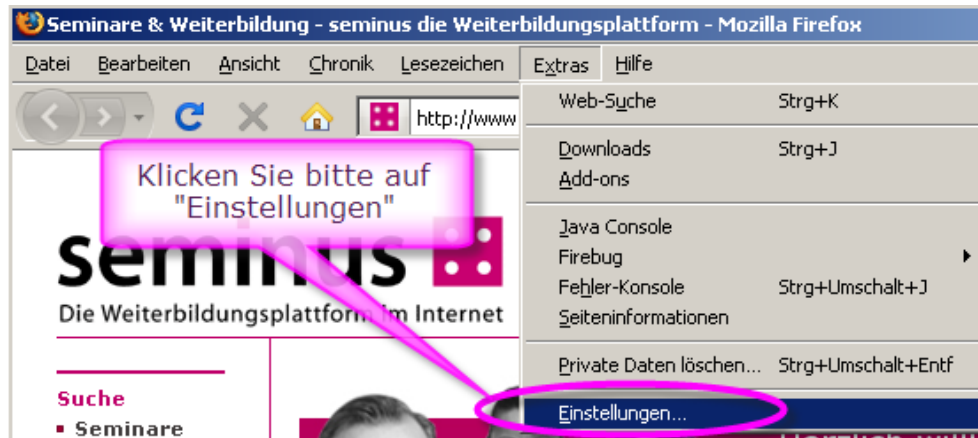 Seminare & Weiterbildung - seminus die Weiterbildungsplattform - Mozilla Firefox
Datei Bearbeiten Ansicht Chronik Lesezeichen Extras Hilfe
http://www
Web-Suche Strg+K
Downloads Strg+J
Add-ons
Java Console
Firebug
Fehler-Konsole Strg+Umschalt+J
Seiteninformationen
Private Daten löschen... Strg+Umschalt+Entf
Einstellungen...
Klicken Sie bitte auf
"Einstellungen"
seminus
Die Weiterbildungsplattform im Internet
Suche
Seminare